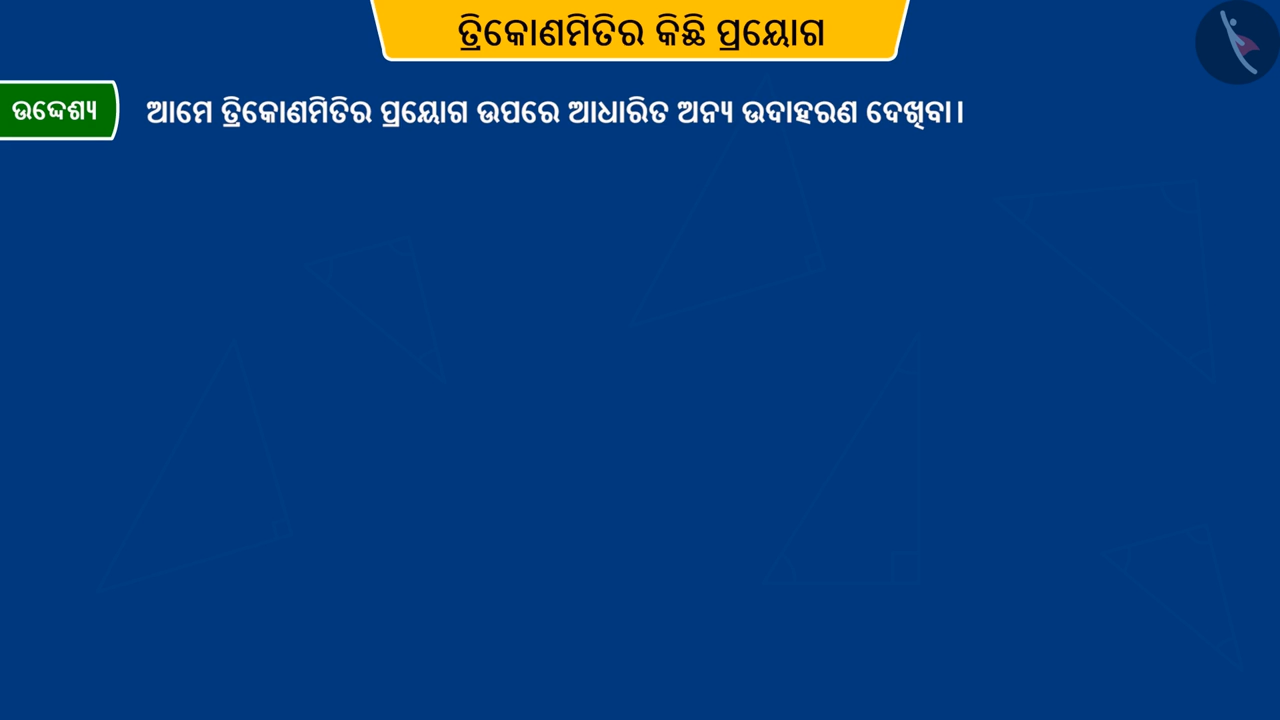 ତ୍ରିକୋଣମିତିର କିଛି ପ୍ରୟୋଗ
ଉଦ୍ଦେଶ୍ୟ
ଆମେ ତ୍ରିକୋଣମିତିର ପ୍ରୟୋଗ ଉପରେ ଆଧାରିତ ଅନ୍ୟ ଉଦାହରଣ ଦେଖିବା।